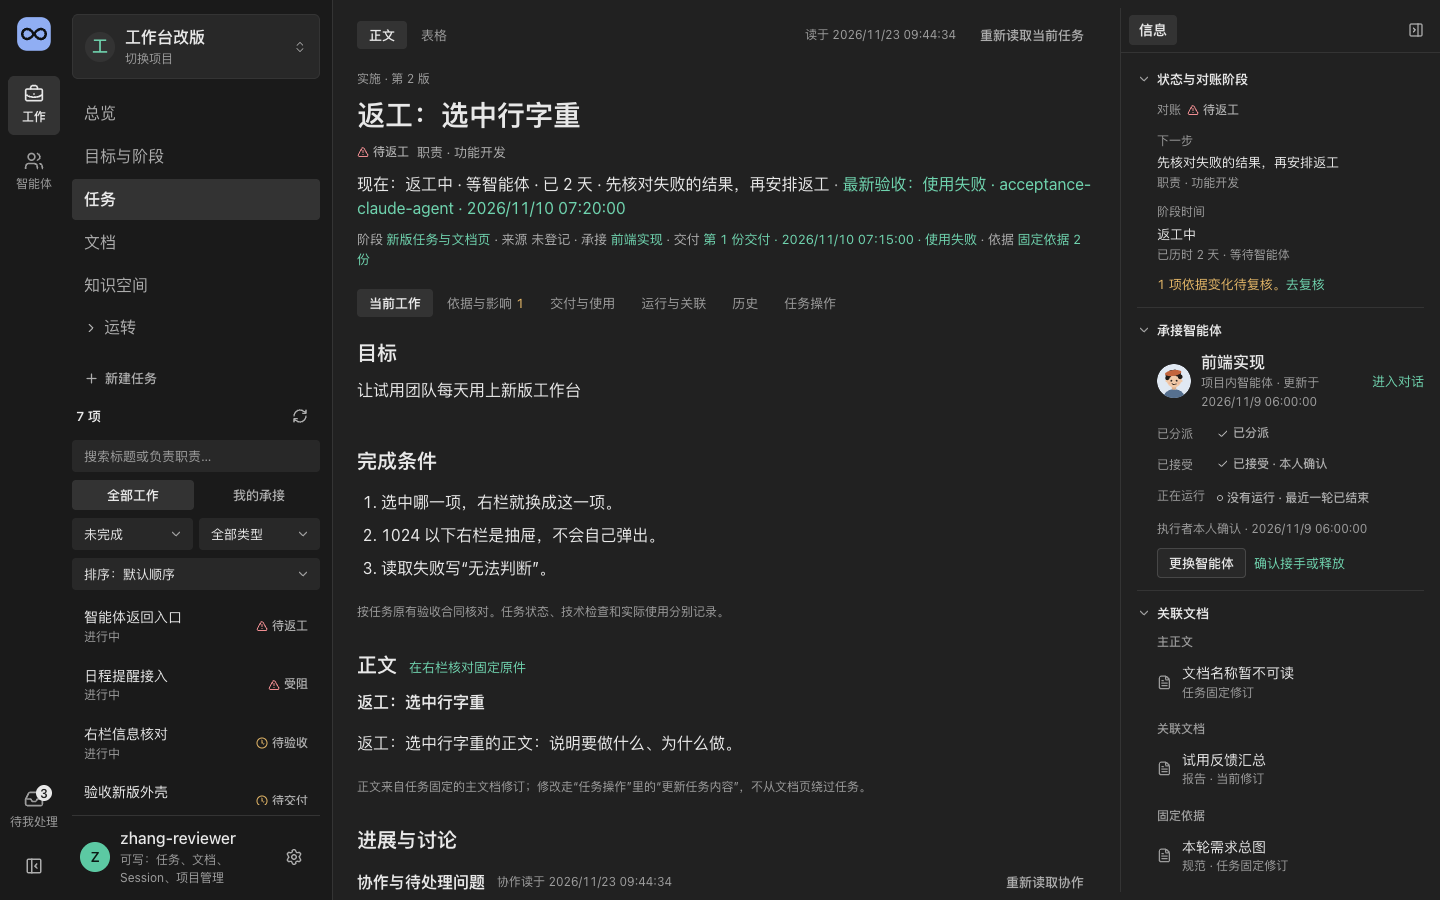 工作
智能体
3
待我处理
工
工作台改版
切换项目
总览
目标与阶段
任务
文档
知识空间
运转
新建任务
7 项
搜索标题或负责职责...
全部工作
我的承接
未完成
全部类型
排序：默认顺序
智能体返回入口
进行中
待返工
日程提醒接入
进行中
受阻
右栏信息核对
进行中
待验收
验收新版外壳
待交付
Z
zhang-reviewer
可写：任务、文档、
Session、项目管理
正文
表格
读于 2026/11/23 09:44:34
重新读取当前任务
实施 · 第 2 版
返工：选中行字重
待返工 职责 · 功能开发
现在：返工中 · 等智能体 · 已 2 天 · 先核对失败的结果，再安排返工 · 最新验收：使用失败 · acceptance-
claude-agent · 2026/11/10 07:20:00
阶段 新版任务与文档页 · 来源 未登记 · 承接 前端实现 · 交付 第 1 份交付 · 2026/11/10 07:15:00 · 使用失败 · 依据 固定依据 2
份
当前工作
依据与影响 1
交付与使用
运行与关联
历史
任务操作
目标
让试用团队每天用上新版工作台
完成条件
1. 选中哪一项，右栏就换成这一项。
2. 1024 以下右栏是抽屉，不会自己弹出。
3. 读取失败写“无法判断”。
按任务原有验收合同核对。任务状态、技术检查和实际使用分别记录。
正文 在右栏核对固定原件
返工：选中行字重
返工：选中行字重的正文：说明要做什么、为什么做。
正文来自任务固定的主文档修订；修改走“任务操作”里的“更新任务内容”，不从文档页绕过任务。
进展与讨论
协作与待处理问题 协作读于 2026/11/23 09:44:34
重新读取协作
信息
状态与对账阶段
对账 待返工
下一步
先核对失败的结果，再安排返工
职责 · 功能开发
阶段时间
返工中
已历时 2 天 · 等待智能体
1 项依据变化待复核。去复核
承接智能体
前端实现
项目内智能体 · 更新于
2026/11/9 06:00:00
进入对话
已分派 已分派
已接受 已接受 · 本人确认
正在运行 没有运行 · 最近一轮已结束
执行者本人确认 · 2026/11/9 06:00:00
更换智能体
确认接手或释放
关联文档
主正文
文档名称暂不可读
任务固定修订
关联文档
试用反馈汇总
报告 · 当前修订
固定依据
本轮需求总图
规范 · 任务固定修订